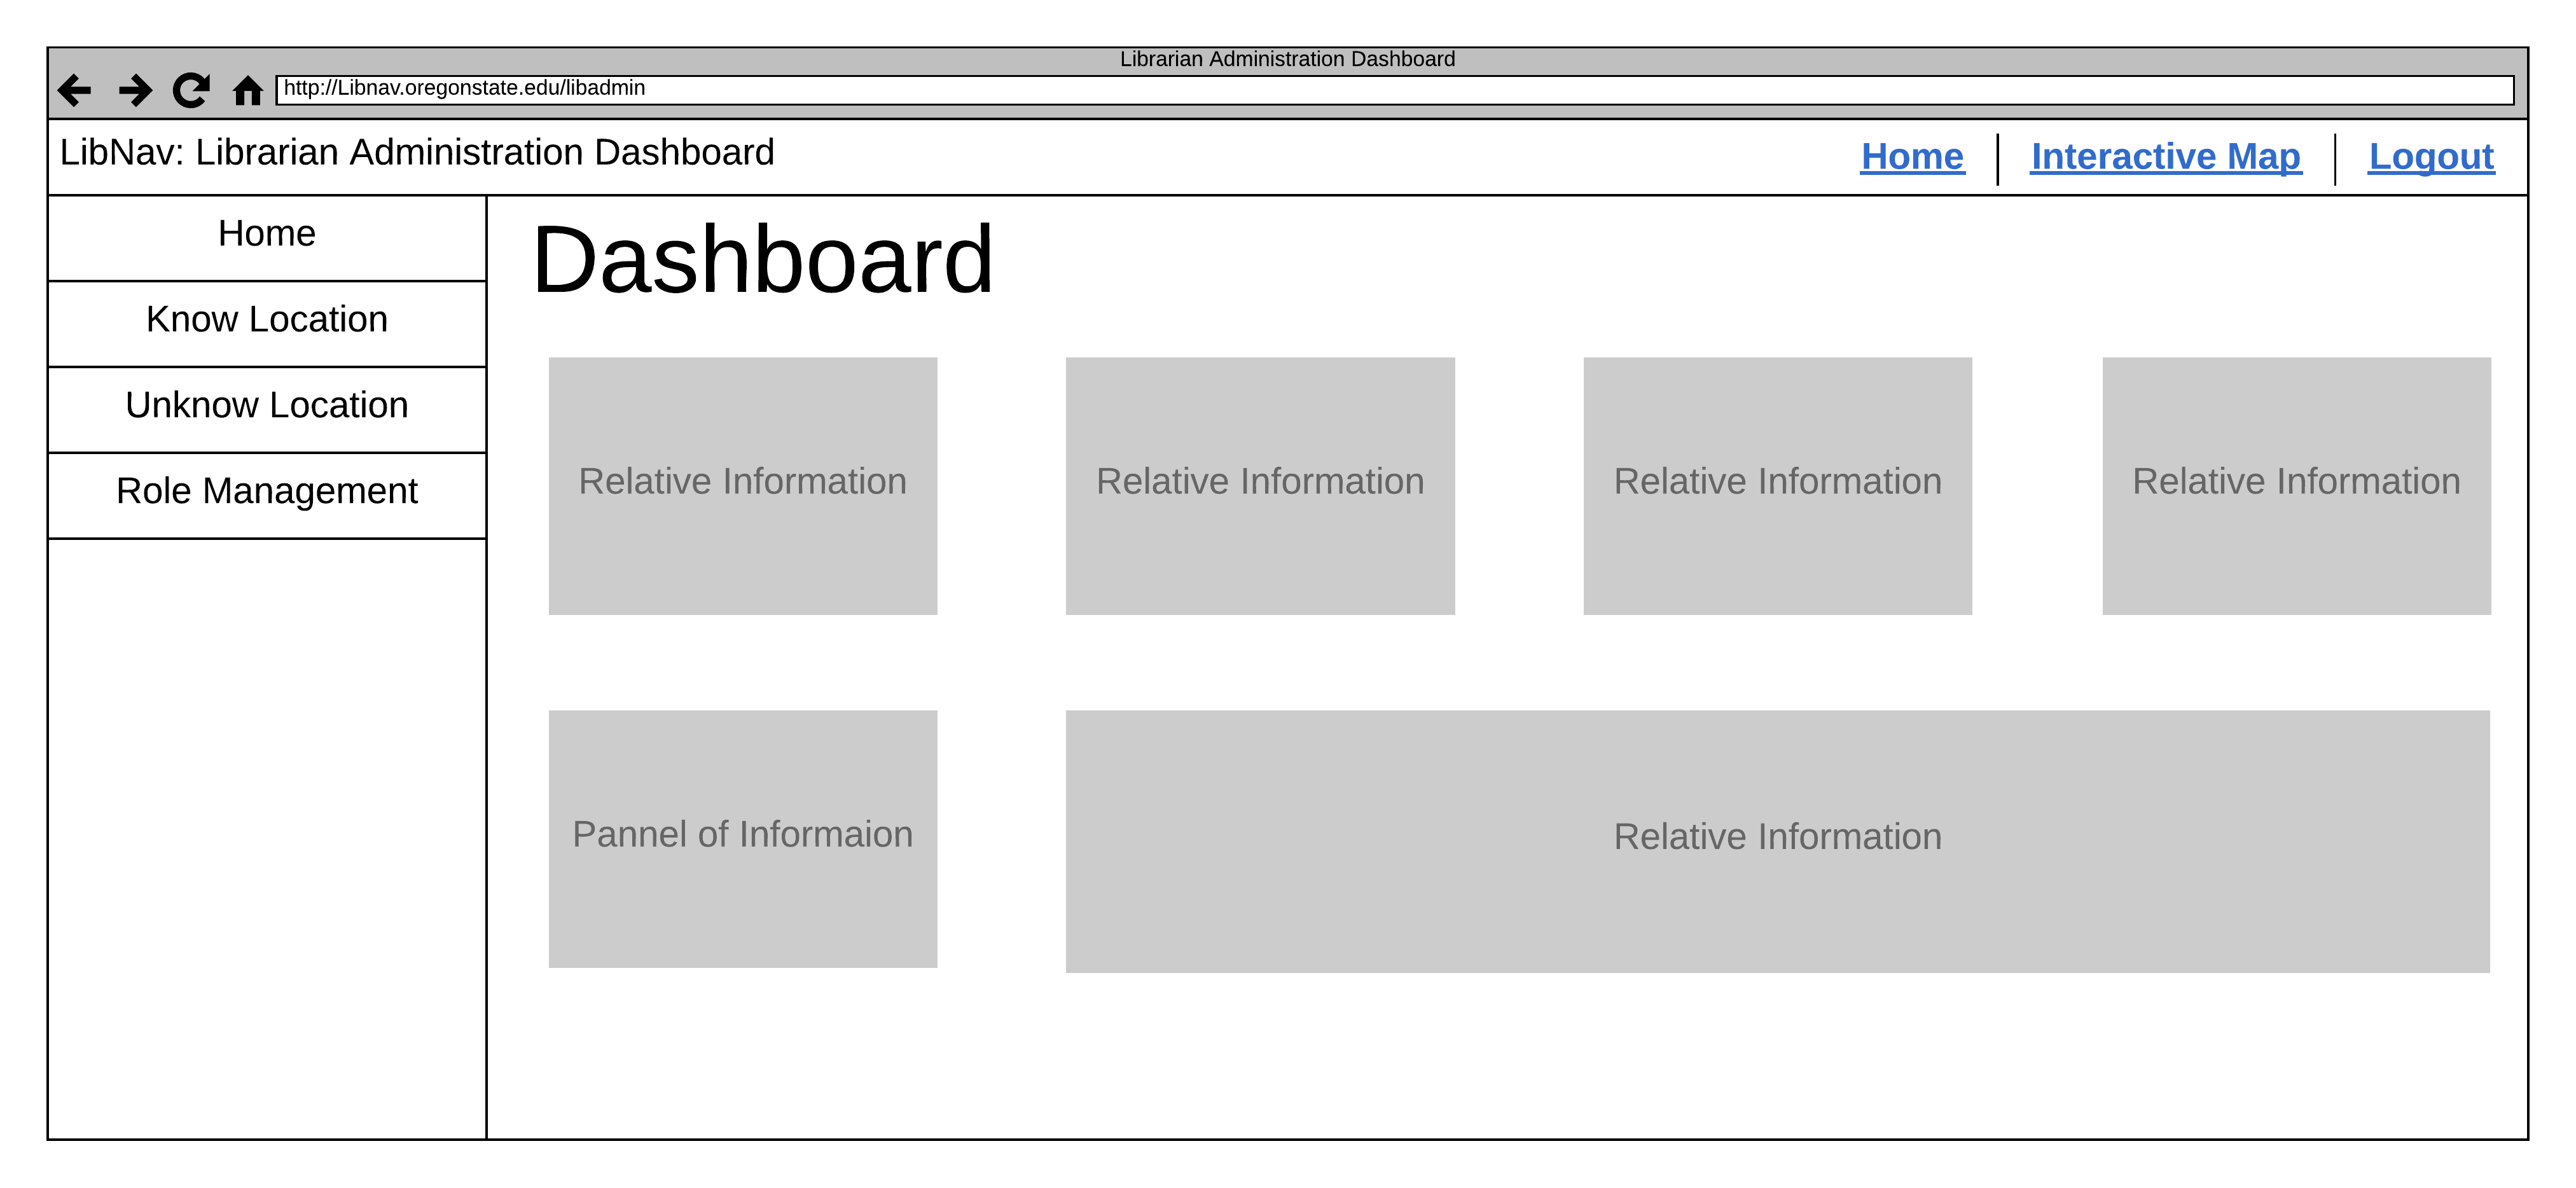 Librarian Administration Dashboard
http://Libnav.oregonstate.edu/libadmin
LibNav: Librarian Administration Dashboard
Home
Interactive Map
Logout
Home
Know Location
Unknow Location
Role Management
Dashboard
Relative Information
Relative Information
Relative Information
Relative Information
Pannel of Informaion
Relative Information